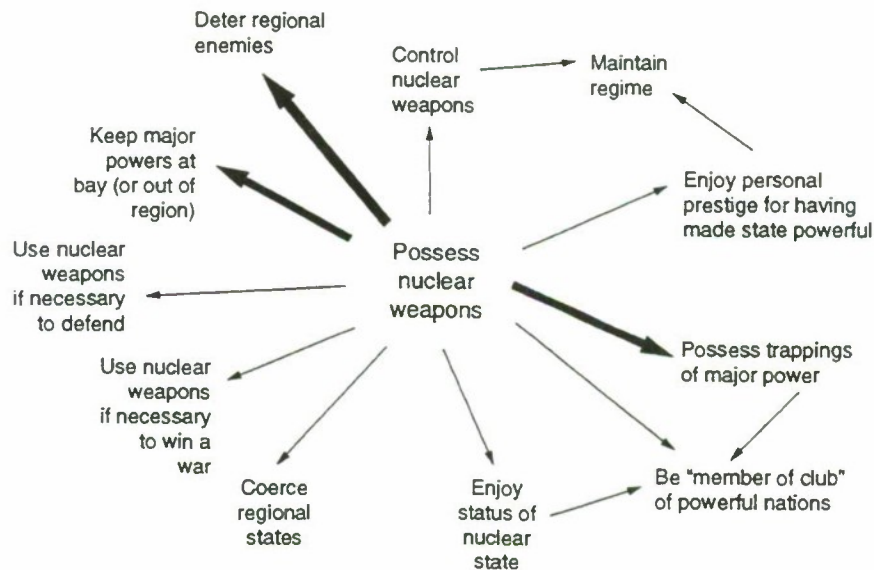 Deter regional
enemies
Control
nuclear
weapons
Maintain
regime
Keep major
powers at
bay (or out of
region)
Enjoy personal
prestige for having
made state powerful
Possess
nuclear
weapons
Use nuclear
weapons
if necessary
to defend
Possess trappings
of major power
Use nuclear
weapons
if necessary
to win a
war
Coerce
regional
states
Enjoy
status of
nuclear
state
Be "member of club"
of powerful nations